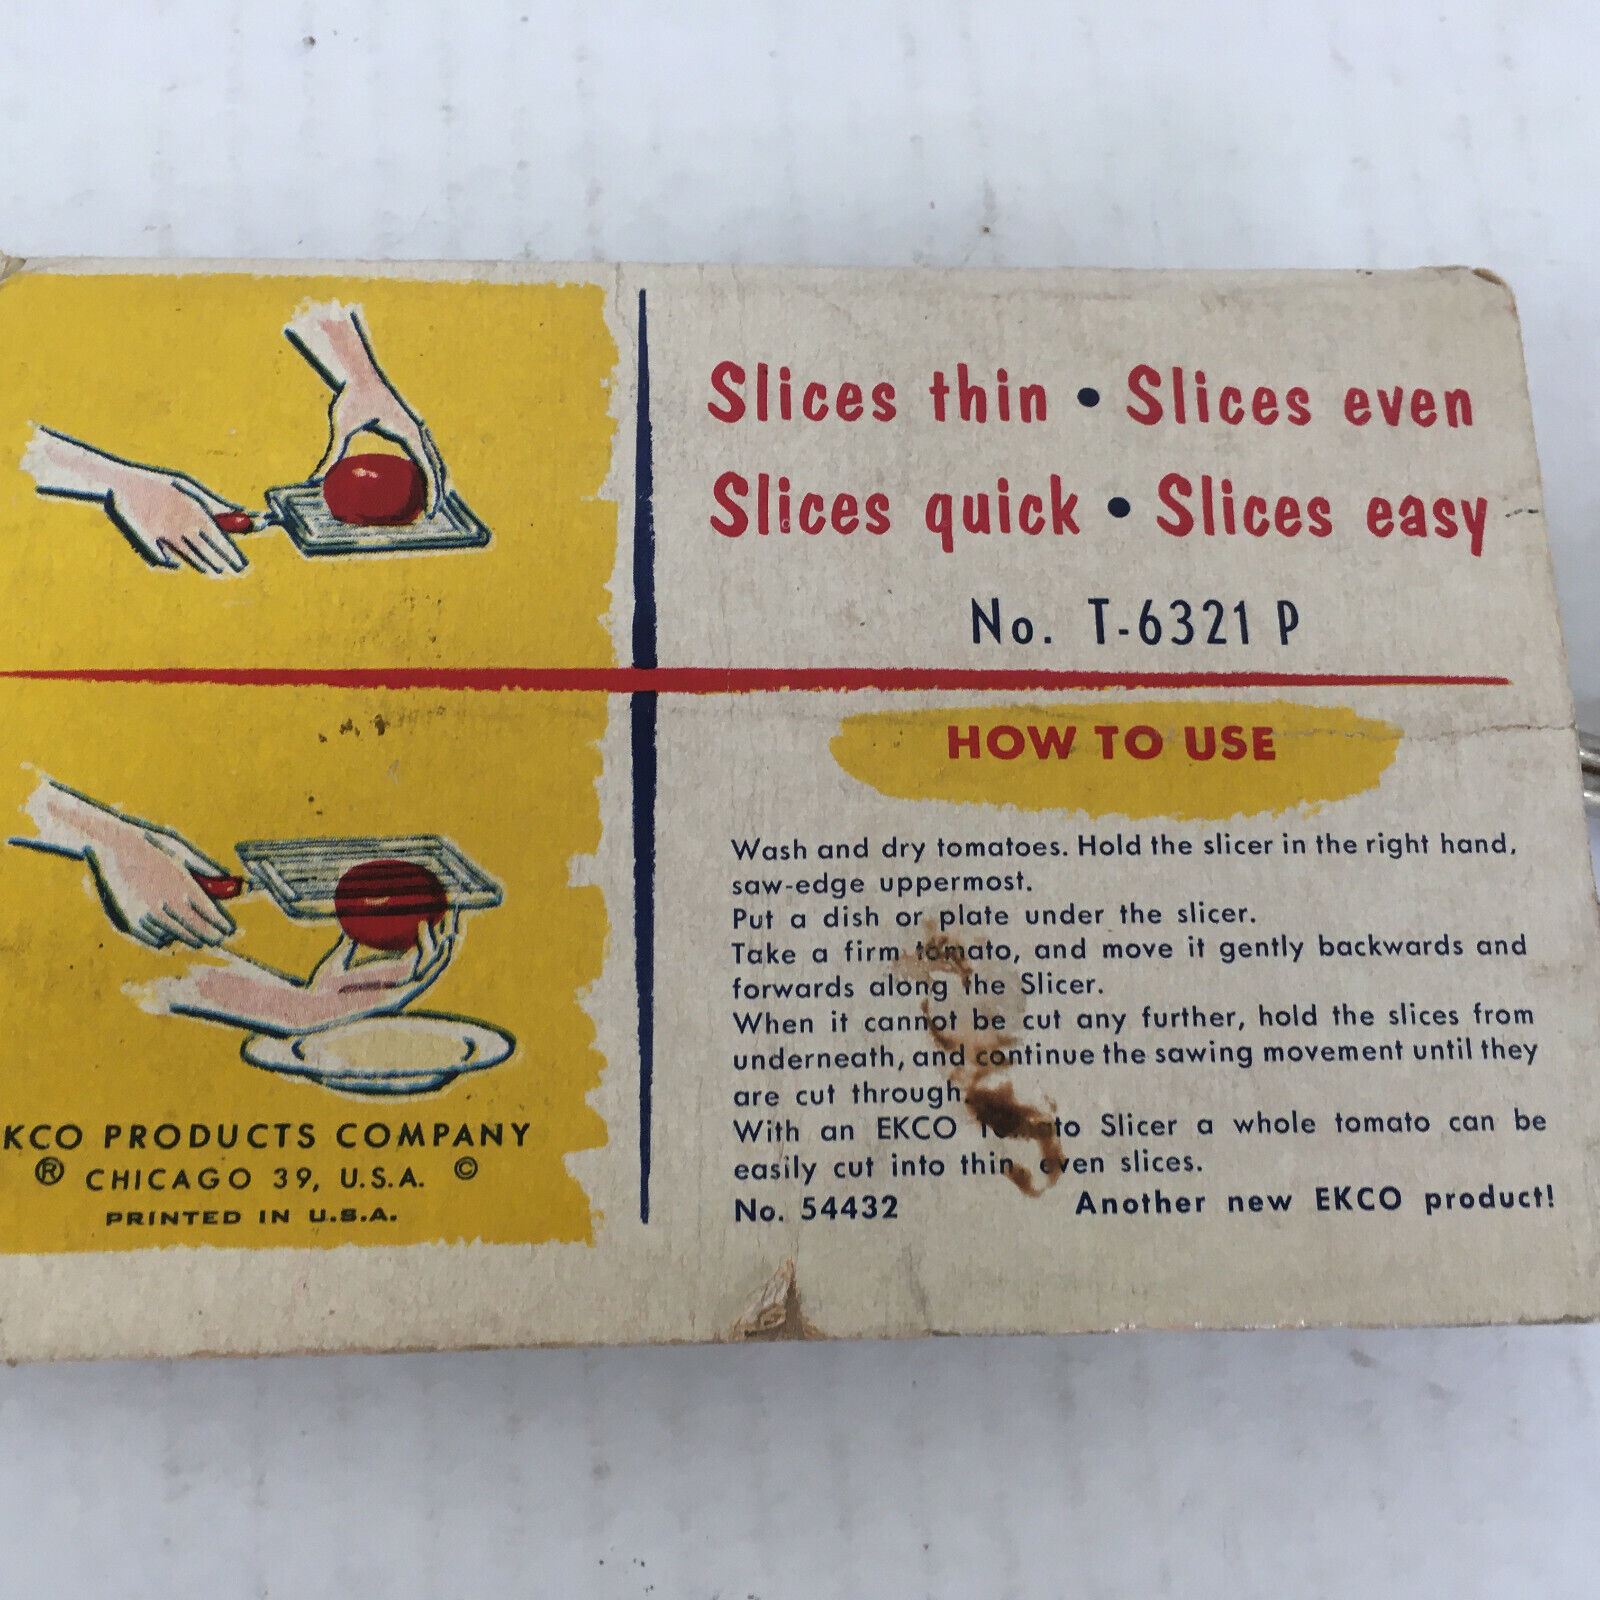 Slices thin • Slices even
Slices quick • Slices easy
No. T-6321 P
HOW TO USE
Wash and dry tomatoes. Hold the slicer in the right hand,
saw-edge uppermost.
Put a dish or plate under the slicer.
Take a firm tomato, and move it gently backwards and
forwards along the Slicer.
When it cannot be cut any further, hold the slices from
underneath, and continue the sawing movement until they
are cut through.
With an EKCO Tomato Slicer a whole tomato can be
easily cut into thin, even slices.
No. 54432 Another new EKCO product!
KCO PRODUCTS COMPANY
® CHICAGO 39, U.S.A. ©
PRINTED IN U.S.A.